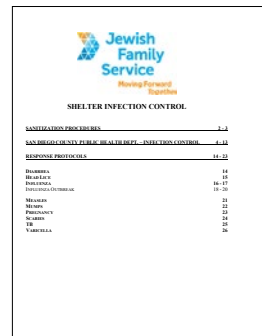 Jewish
Family
Service
Moving Forward
Together
SHELTER INFECTION CONTROL
SANITIZATION PROCEDURES 2 - 3
SAN DIEGO COUNTY PUBLIC HEALTH DEPT. – INFECTION CONTROL 4 - 13
RESPONSE PROTOCOLS 14 - 23
DIARRHEA 14
HEAD LICE 15
INFLUENZA 16 - 17
INFLUENZA OUTBREAK 18 - 20
MEASLES 21
MUMPS 22
PREGNANCY 23
SCABIES 24
TB 25
VARICELLA 26